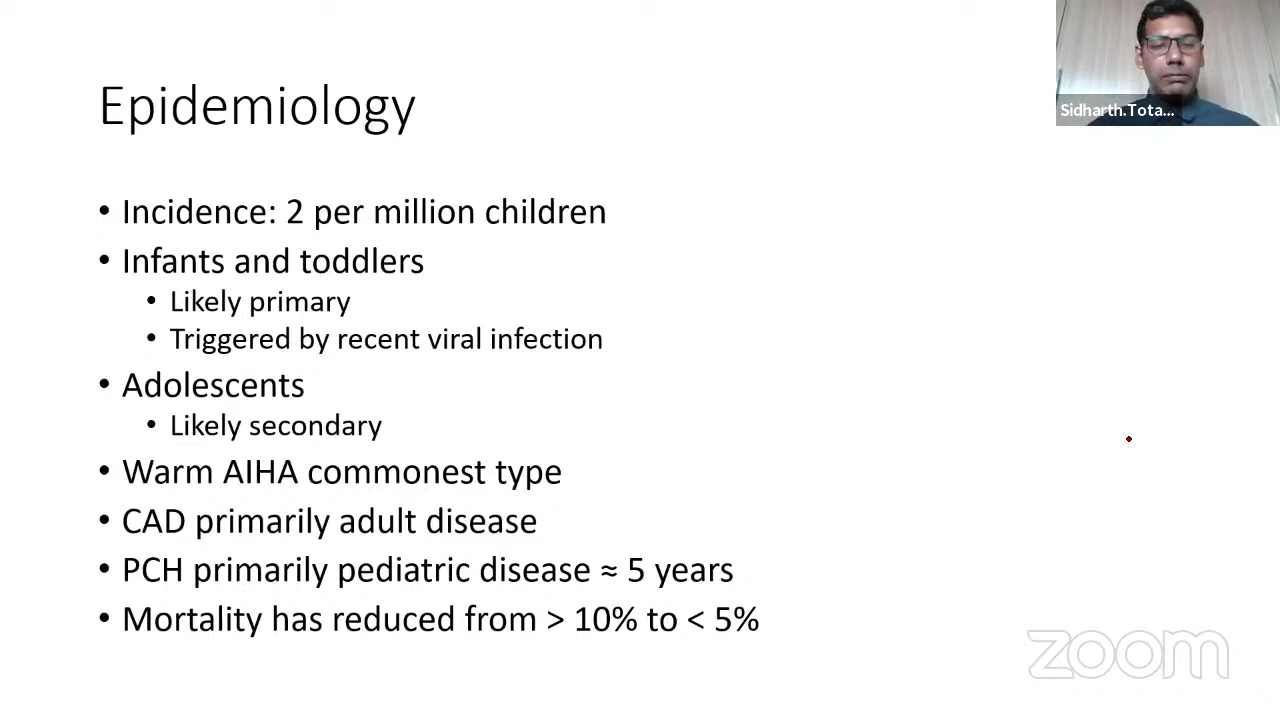 Sidharth.Tota...
Epidemiology
• Incidence: 2 per million children
• Infants and toddlers
• Likely primary
• Triggered by recent viral infection
• Adolescents
• Likely secondary
• Warm AIHA commonest type
• CAD primarily adult disease
• PCH primarily pediatric disease ≈ 5 years
• Mortality has reduced from > 10% to < 5%
zoom